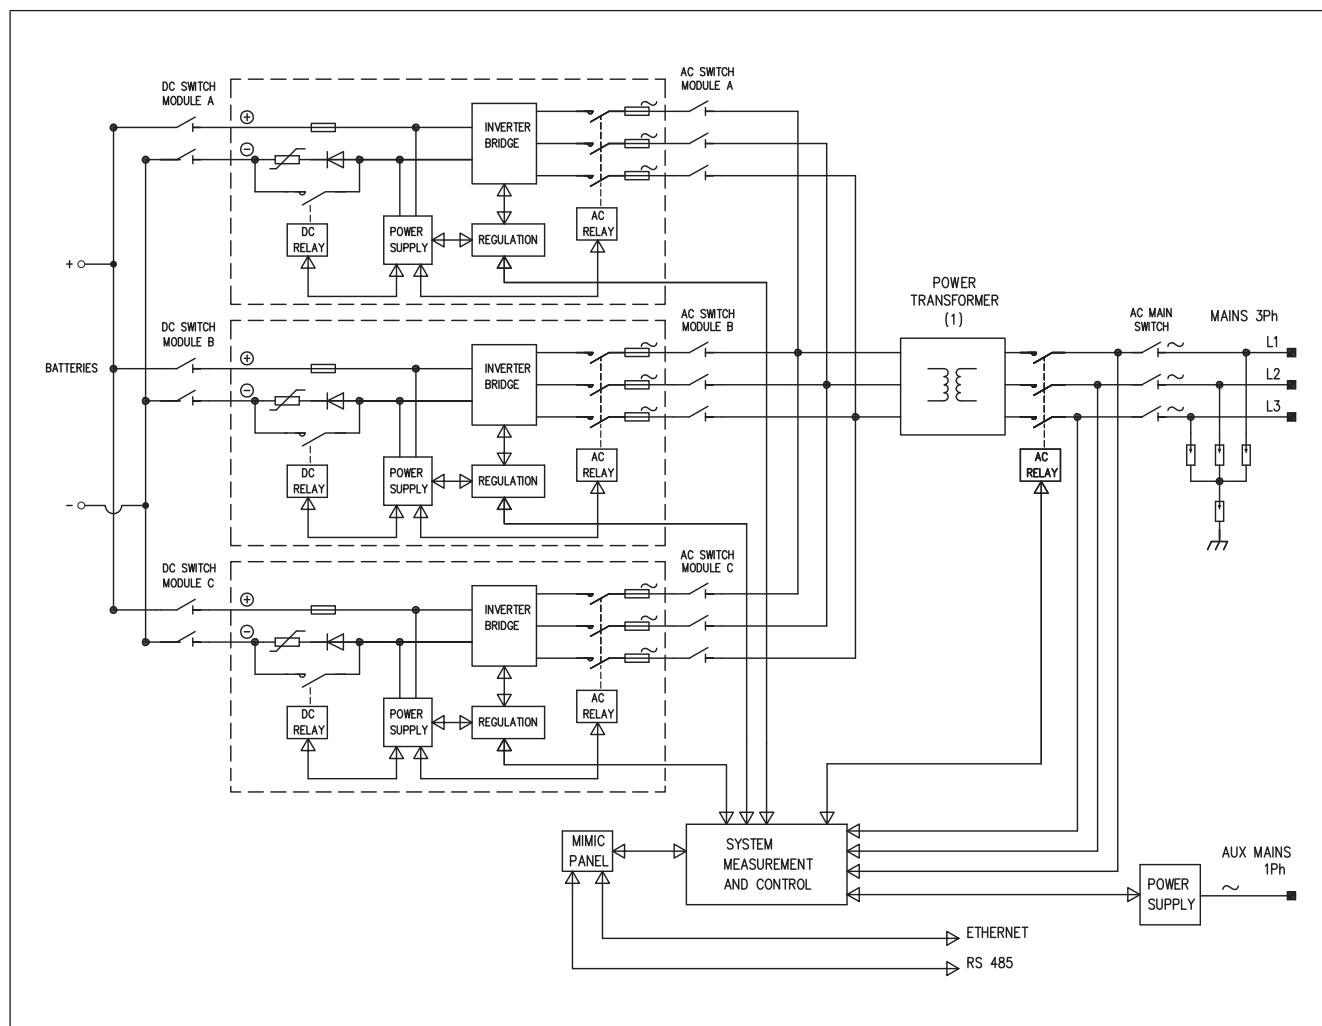 DC SWITCH
MODULE A
AC SWITCH
MODULE A
+
−
INVERTER
BRIDGE
DC
RELAY
POWER
SUPPLY
REGULATION
AC
RELAY
+
POWER
TRANSFORMER
(1)
AC MAIN
SWITCH
MAINS 3Ph
L1
L2
L3
DC SWITCH
MODULE B
AC SWITCH
MODULE B
BATTERIES
+
−
INVERTER
BRIDGE
DC
RELAY
POWER
SUPPLY
REGULATION
AC
RELAY
AC
RELAY
−
DC SWITCH
MODULE C
AC SWITCH
MODULE C
+
−
INVERTER
BRIDGE
DC
RELAY
POWER
SUPPLY
REGULATION
AC
RELAY
MIMIC
PANEL
SYSTEM
MEASUREMENT
AND CONTROL
AUX MAINS
1Ph
POWER
SUPPLY
ETHERNET
RS 485